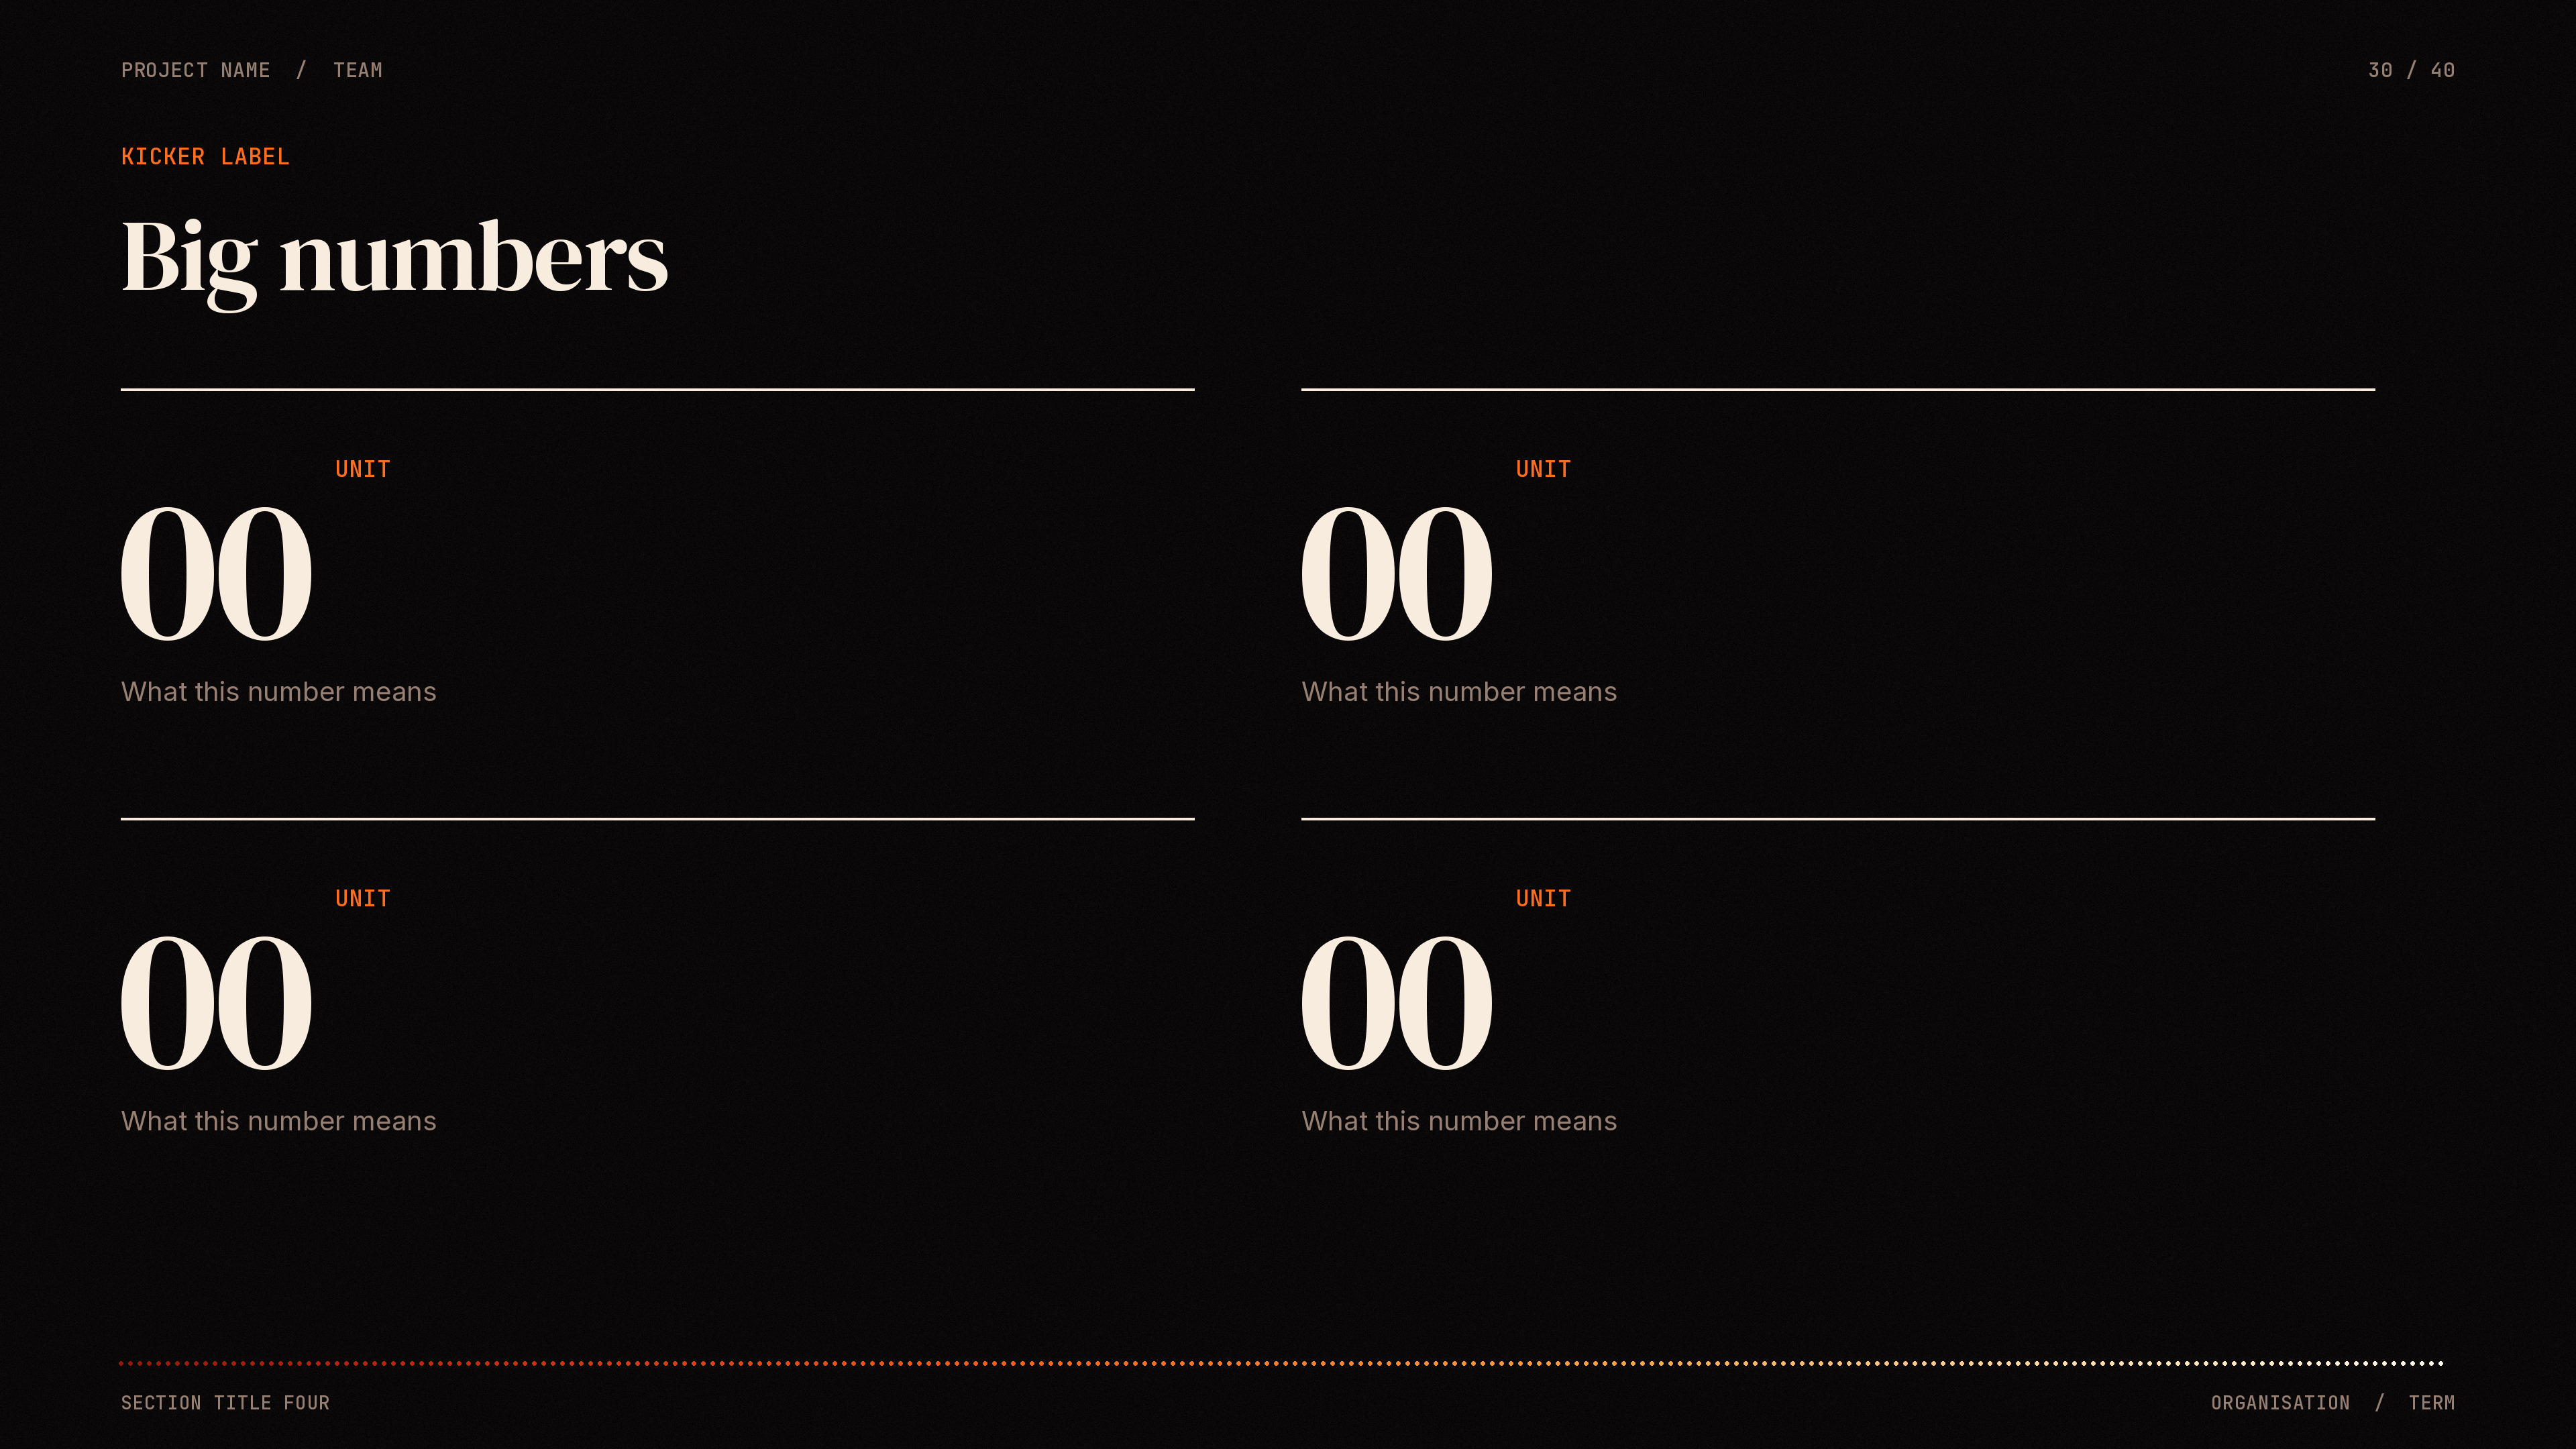 PROJECT NAME / TEAM
30 / 40
KICKER LABEL
Big numbers
UNIT
00
What this number means
UNIT
00
What this number means
UNIT
00
What this number means
UNIT
00
What this number means
SECTION TITLE FOUR
ORGANISATION / TERM